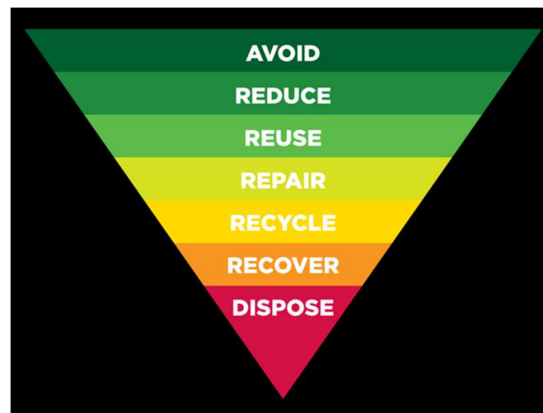 AVOID
REDUCE
REUSE
REPAIR
RECYCLE
RECOVER
DISPOSE